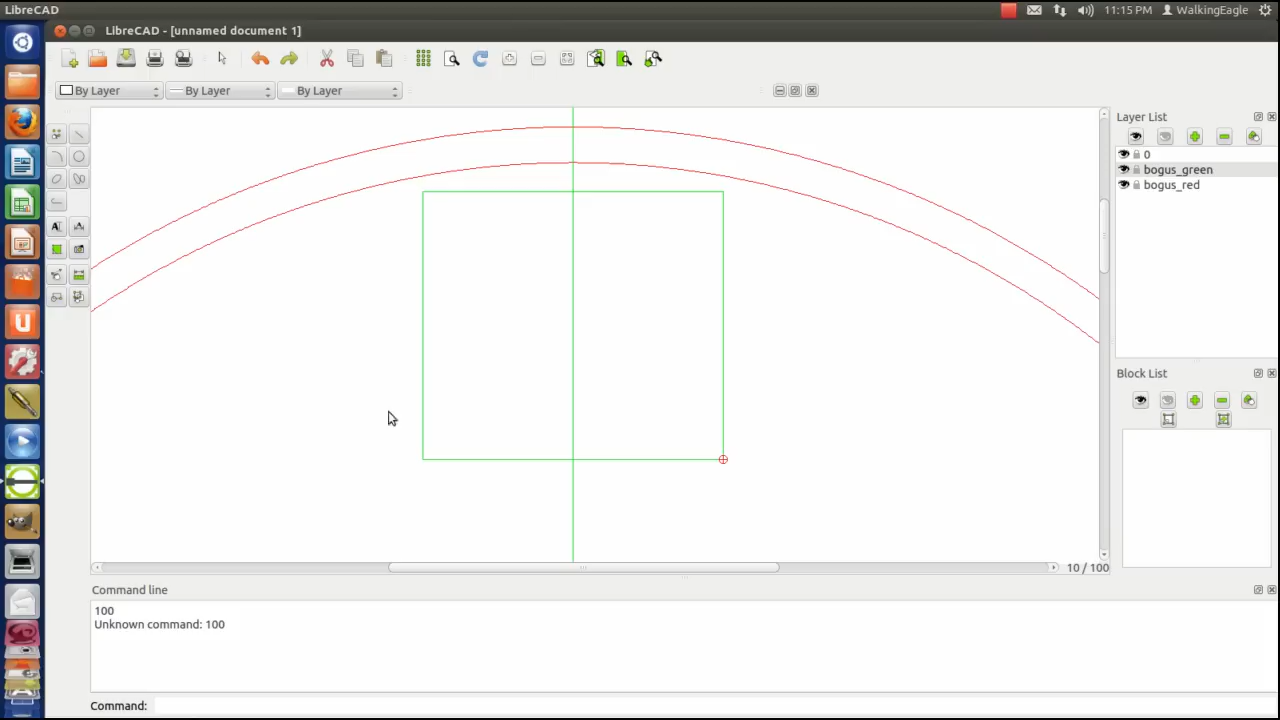 LibreCAD
11:15 PM WalkingEagle
LibreCAD - [unnamed document 1]
By Layer By Layer By Layer
Layer List
0
bogus_green
bogus_red
Block List
10 / 100
Command line
100
Unknown command: 100
Command: